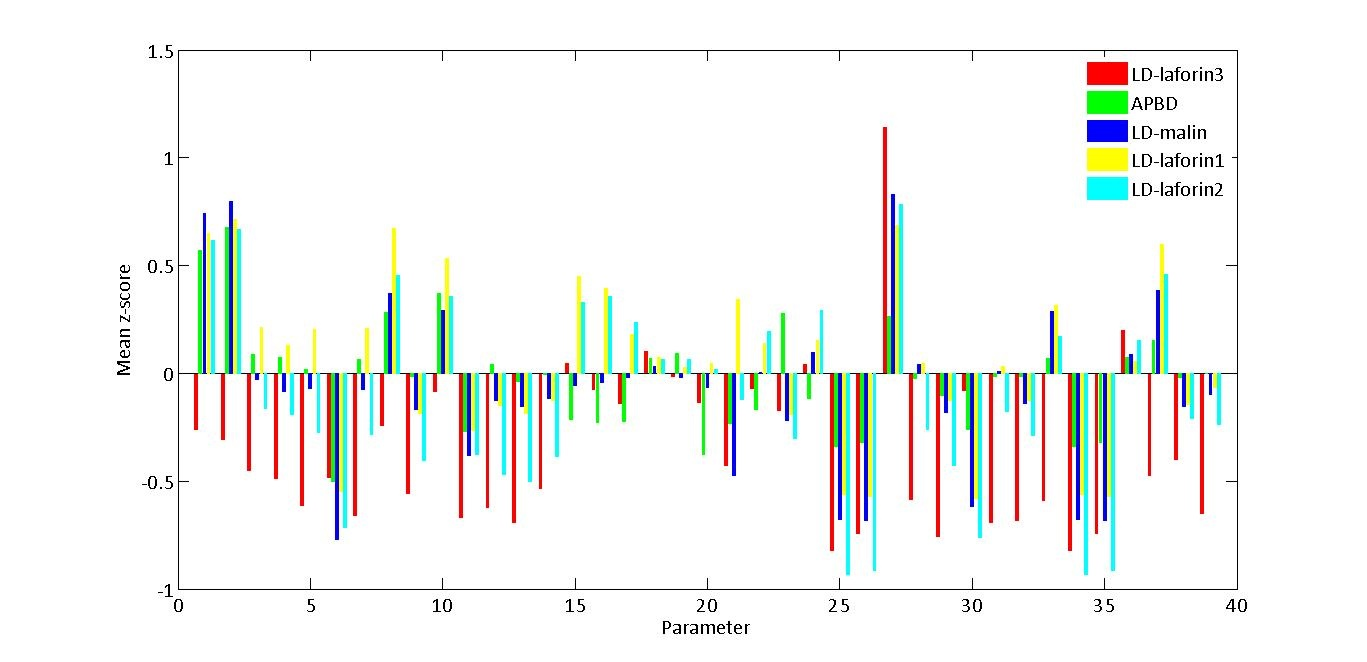 1.5
1
0.5
0
-0.5
-1
Mean z-score
LD-laforin3
APBD
LD-malin
LD-laforin1
LD-laforin2
0 5 10 15 20 25 30 35 40
Parameter